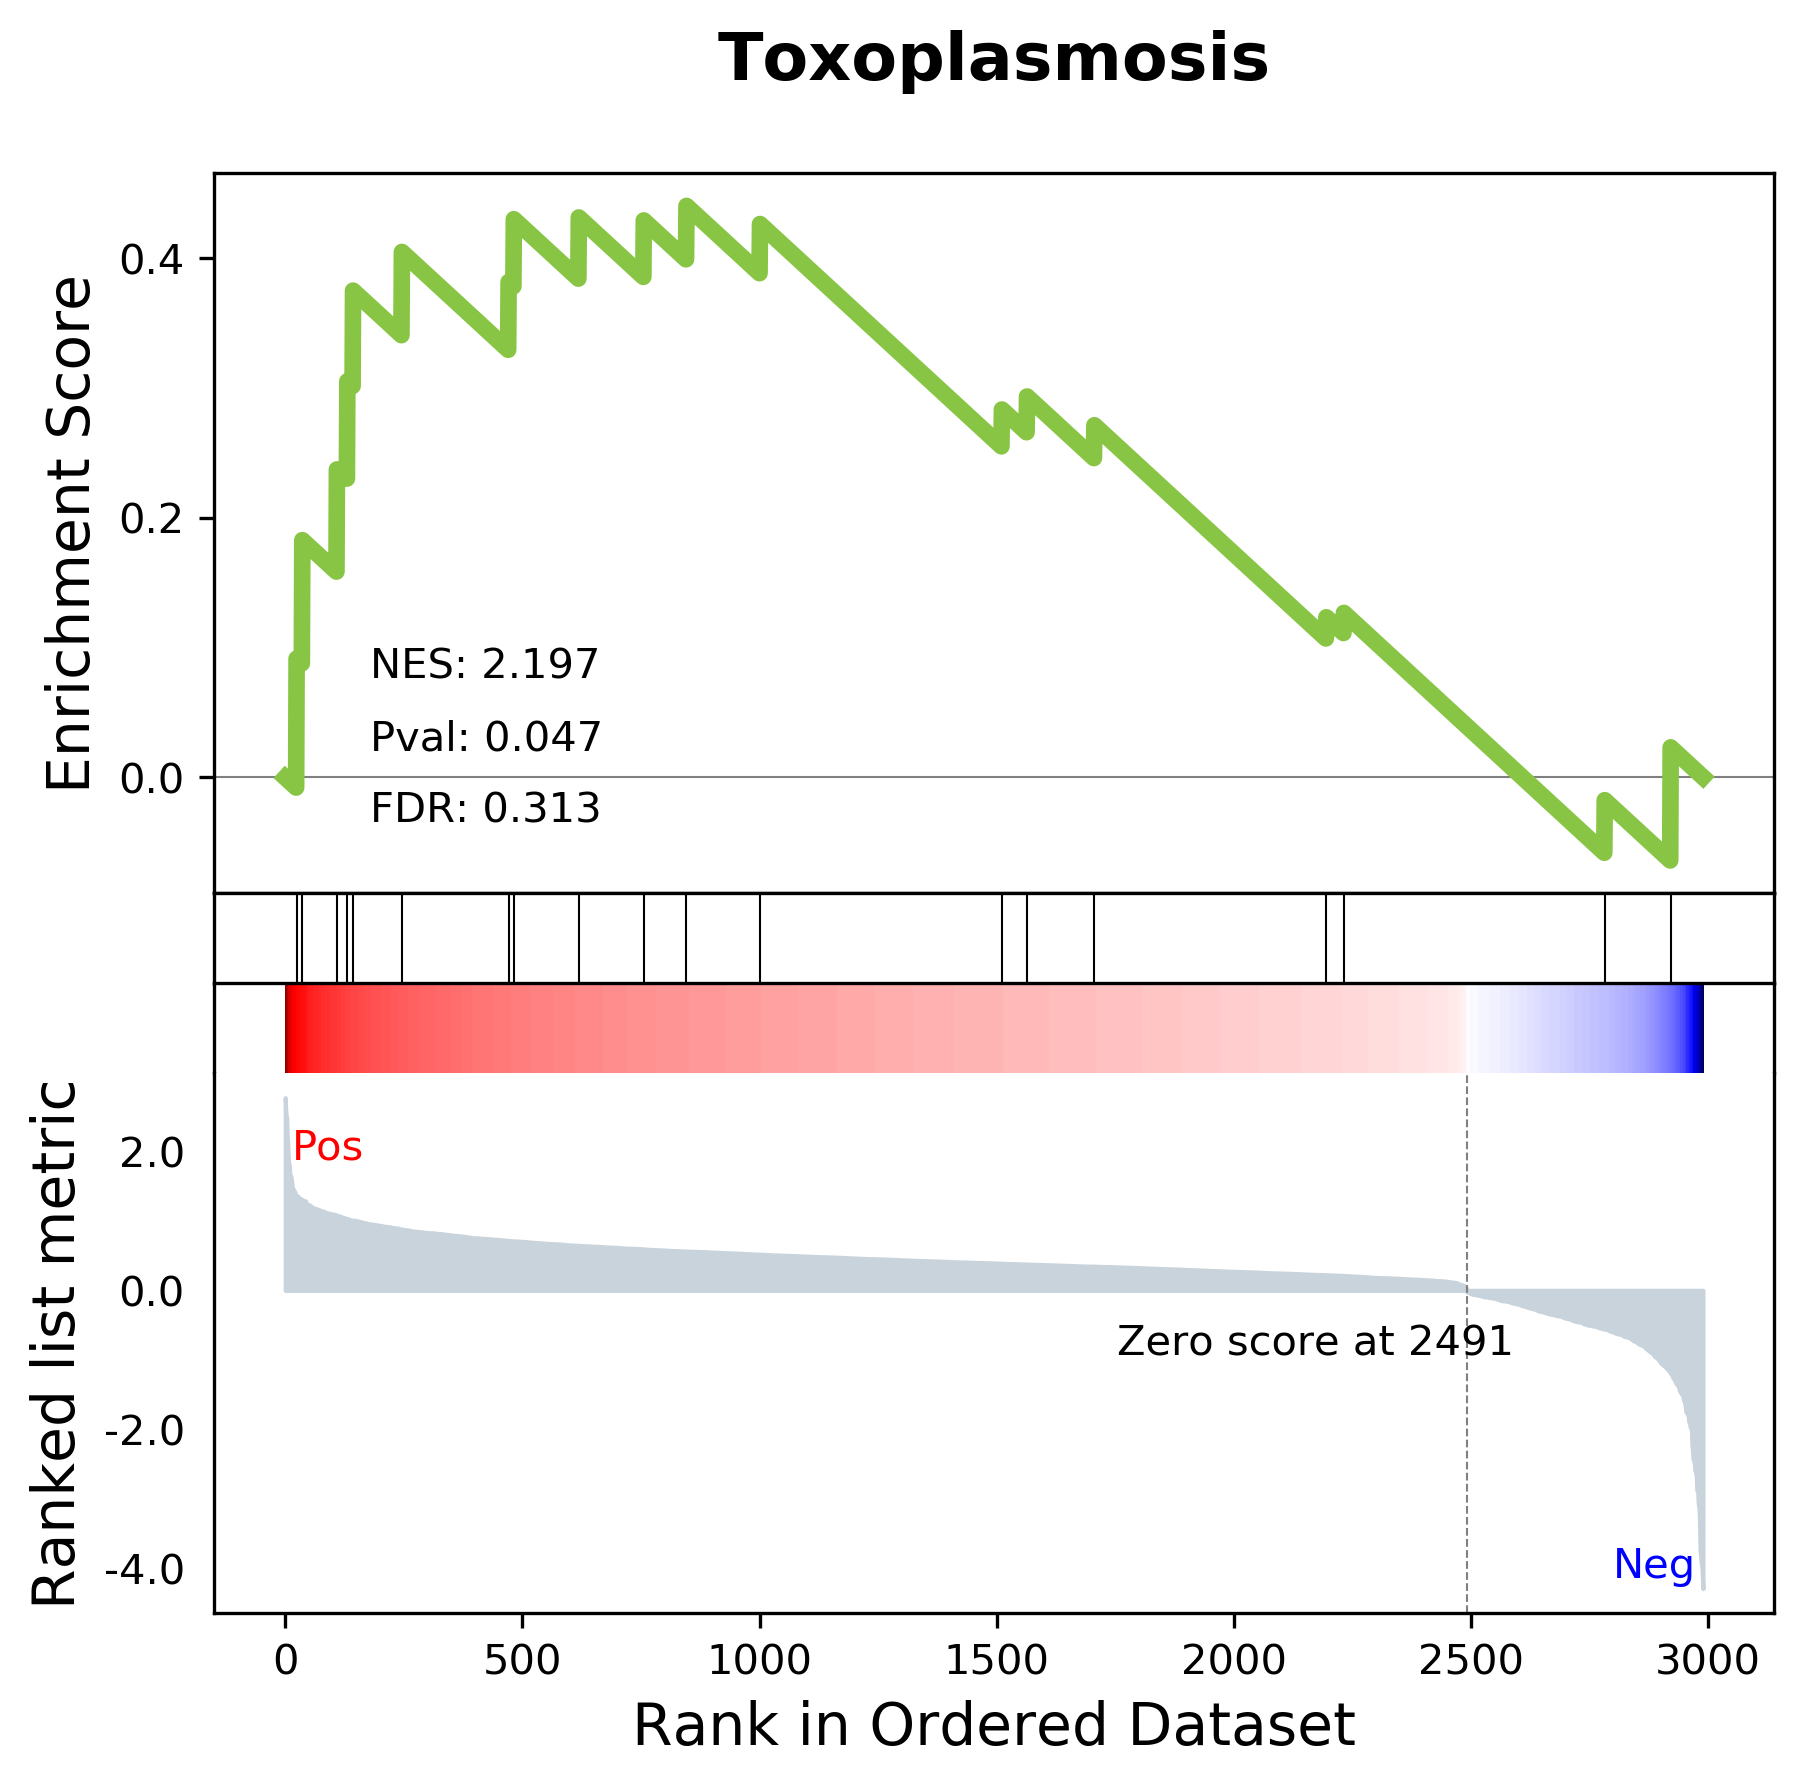 Toxoplasmosis
Enrichment Score
0.4
0.2
0.0
NES: 2.197
Pval: 0.047
FDR: 0.313
Ranked list metric
2.0
0.0
-2.0
-4.0
Pos
Zero score at 2491
Neg
0 500 1000 1500 2000 2500 3000
Rank in Ordered Dataset